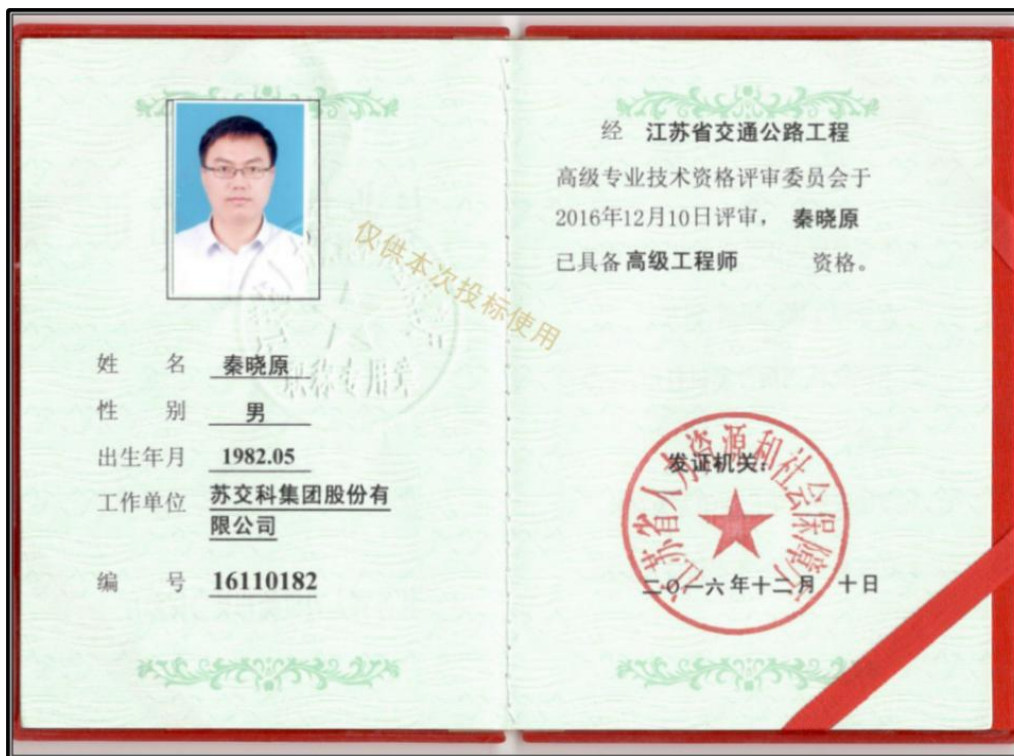 姓 名 秦晓原
性 别 男
出生年月 1982.05
工作单位 苏交科集团股份有
限公司
编 号 16110182
职称专用章
仅供本次投标使用
经 江苏省交通公路工程
高级专业技术资格评审委员会于
2016年12月10日评审， 秦晓原
已具备 高级工程师 资格。
发证机关：
江苏省人力资源和社会保障厅
二〇一六年十二月 十日